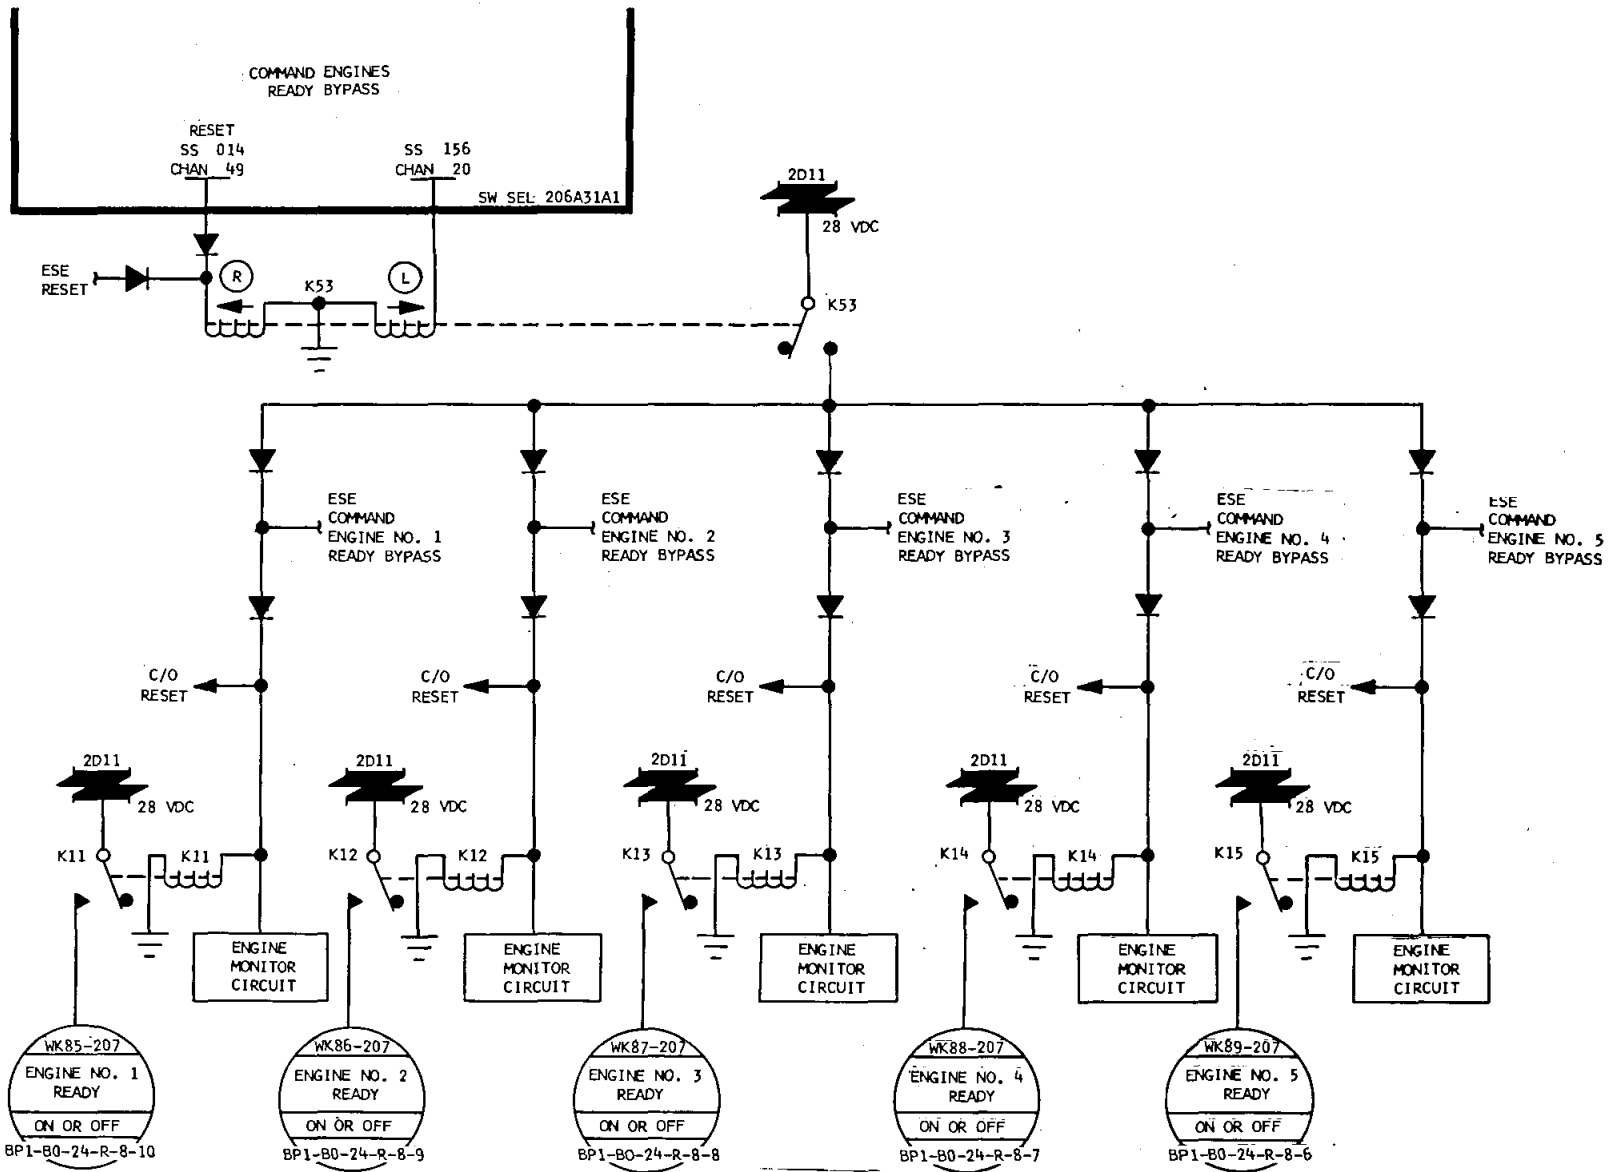 COMMAND ENGINES
READY BYPASS
RESET
SS 014
CHAN 49
SS 156
CHAN 20
SW SEL 206A31A1
2D11
28 VDC
ESE
RESET
R
L
K53
K53
ESE
COMMAND
ENGINE NO. 1
READY BYPASS
ESE
COMMAND
ENGINE NO. 2
READY BYPASS
ESE
COMMAND
ENGINE NO. 3
READY BYPASS
ESE
COMMAND
ENGINE NO. 4
READY BYPASS
ESE
COMMAND
ENGINE NO. 5
READY BYPASS
C/O
RESET
C/O
RESET
C/O
RESET
C/O
RESET
C/O
RESET
2D11
28 VDC
2D11
28 VDC
2D11
28 VDC
2D11
28 VDC
2D11
28 VDC
K11
K11
K12
K12
K13
K13
K14
K14
K15
K15
ENGINE
MONITOR
CIRCUIT
ENGINE
MONITOR
CIRCUIT
ENGINE
MONITOR
CIRCUIT
ENGINE
MONITOR
CIRCUIT
ENGINE
MONITOR
CIRCUIT
WK85-207
ENGINE NO. 1
READY
ON OR OFF
BP1-B0-24-R-8-10
WK86-207
ENGINE NO. 2
READY
ON OR OFF
BP1-B0-24-R-8-9
WK87-207
ENGINE NO. 3
READY
ON OR OFF
BP1-B0-24-R-8-8
WK88-207
ENGINE NO. 4
READY
ON OR OFF
BP1-B0-24-R-8-7
WK89-207
ENGINE NO. 5
READY
ON OR OFF
BP1-B0-24-R-8-6